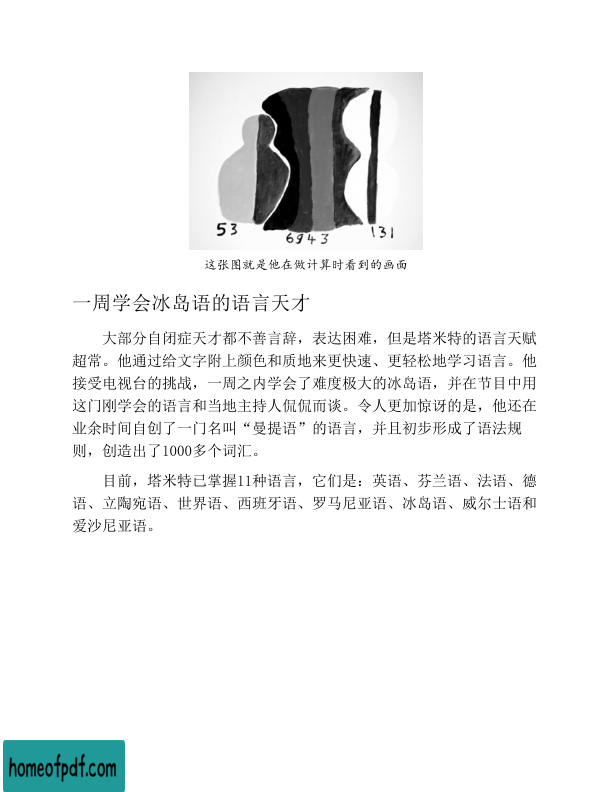 53
6943
131
这张图就是他在做计算时看到的画面
一周学会冰岛语的语言天才
大部分自闭症天才都不善言辞，表达困难，但是塔米特的语言天赋
超常。他通过给文字附上颜色和质地来更快速、更轻松地学习语言。他
接受电视台的挑战，一周之内学会了难度极大的冰岛语，并在节目中用
这门刚学会的语言和当地主持人侃侃而谈。令人更加惊讶的是，他还在
业余时间自创了一门名叫“曼提语”的语言，并且初步形成了语法规
则，创造出了1000多个词汇。
目前，塔米特已掌握11种语言，它们是：英语、芬兰语、法语、德
语、立陶宛语、世界语、西班牙语、罗马尼亚语、冰岛语、威尔士语和
爱沙尼亚语。
homeofpdf.com